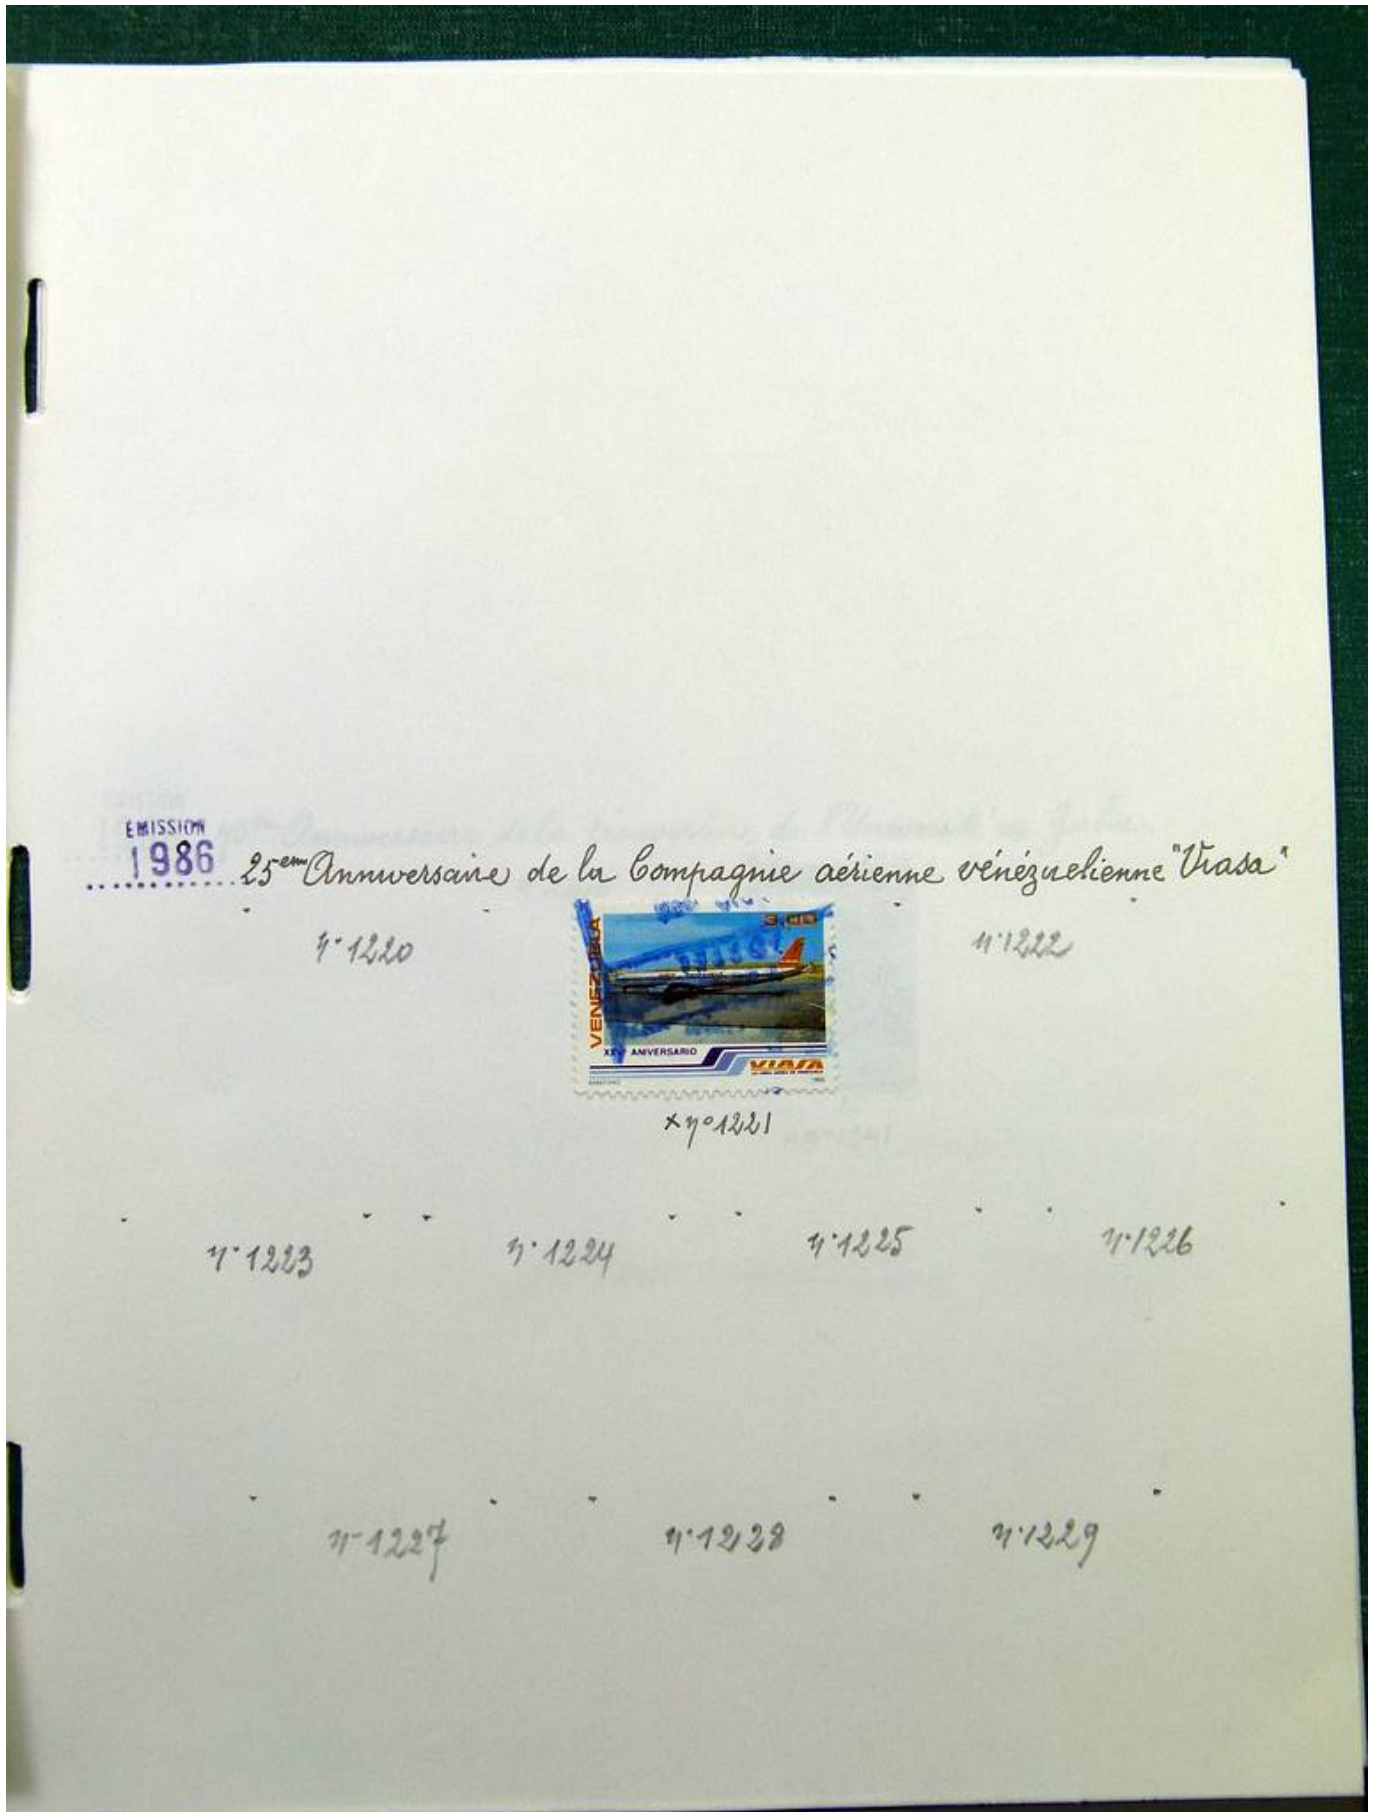 ÉMISSION
1986 25em Anniversaire de la Compagnie aérienne vénézuelienne "Viasa"
n° 1220
n° 1222
VENEZUELA
XXV ANIVERSARIO
VIASA
x n° 1221
n° 1223 n° 1224 n° 1225 n° 1226
n° 1227 n° 1228 n° 1229